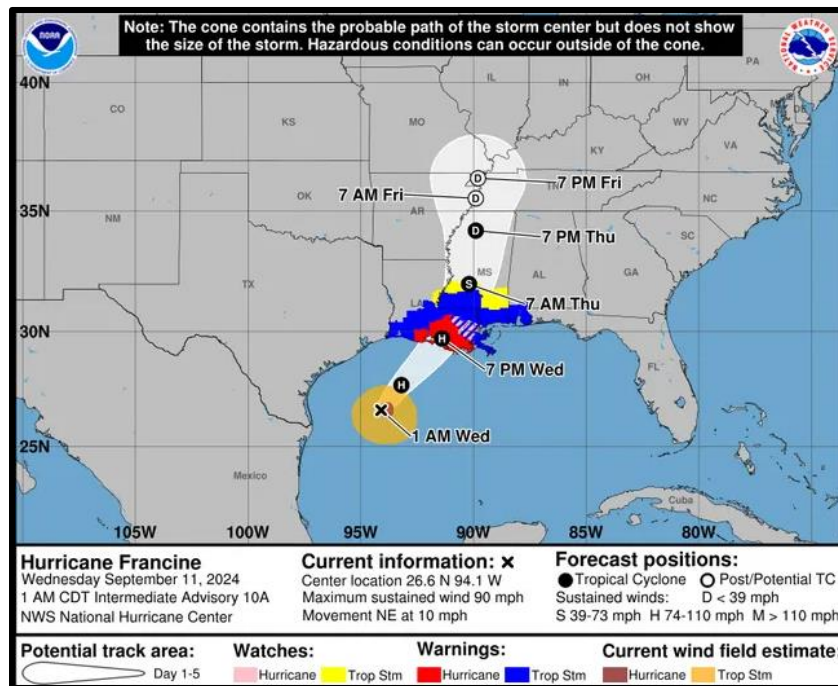 Note: The cone contains the probable path of the storm center but does not show
the size of the storm. Hazardous conditions can occur outside of the cone.
NOAA
NATIONAL WEATHER SERVICE
40N
35N
30N
25N
CO
KS
MO
IL
IN
OH
PA
WV
VA
KY
DE
NM
OK
AR
TN
NC
SC
TX
LA
MS
AL
GA
FL
Mexico
Cuba
D
7 PM Fri
7 AM Fri
D
D
7 PM Thu
S
7 AM Thu
H
7 PM Wed
H
1 AM Wed
105W
100W
95W
90W
85W
80W
Hurricane Francine
Wednesday September 11, 2024
1 AM CDT Intermediate Advisory 10A
NWS National Hurricane Center
Current information: ×
Center location 26.6 N 94.1 W
Maximum sustained wind 90 mph
Movement NE at 10 mph
Forecast positions:
● Tropical Cyclone ○ Post/Potential TC
Sustained winds: D < 39 mph
S 39-73 mph H 74-110 mph M > 110 mph
Potential track area:
Day 1-5
Watches:
Hurricane Trop Stm
Warnings:
Hurricane Trop Stm
Current wind field estimate:
Hurricane Trop Stm